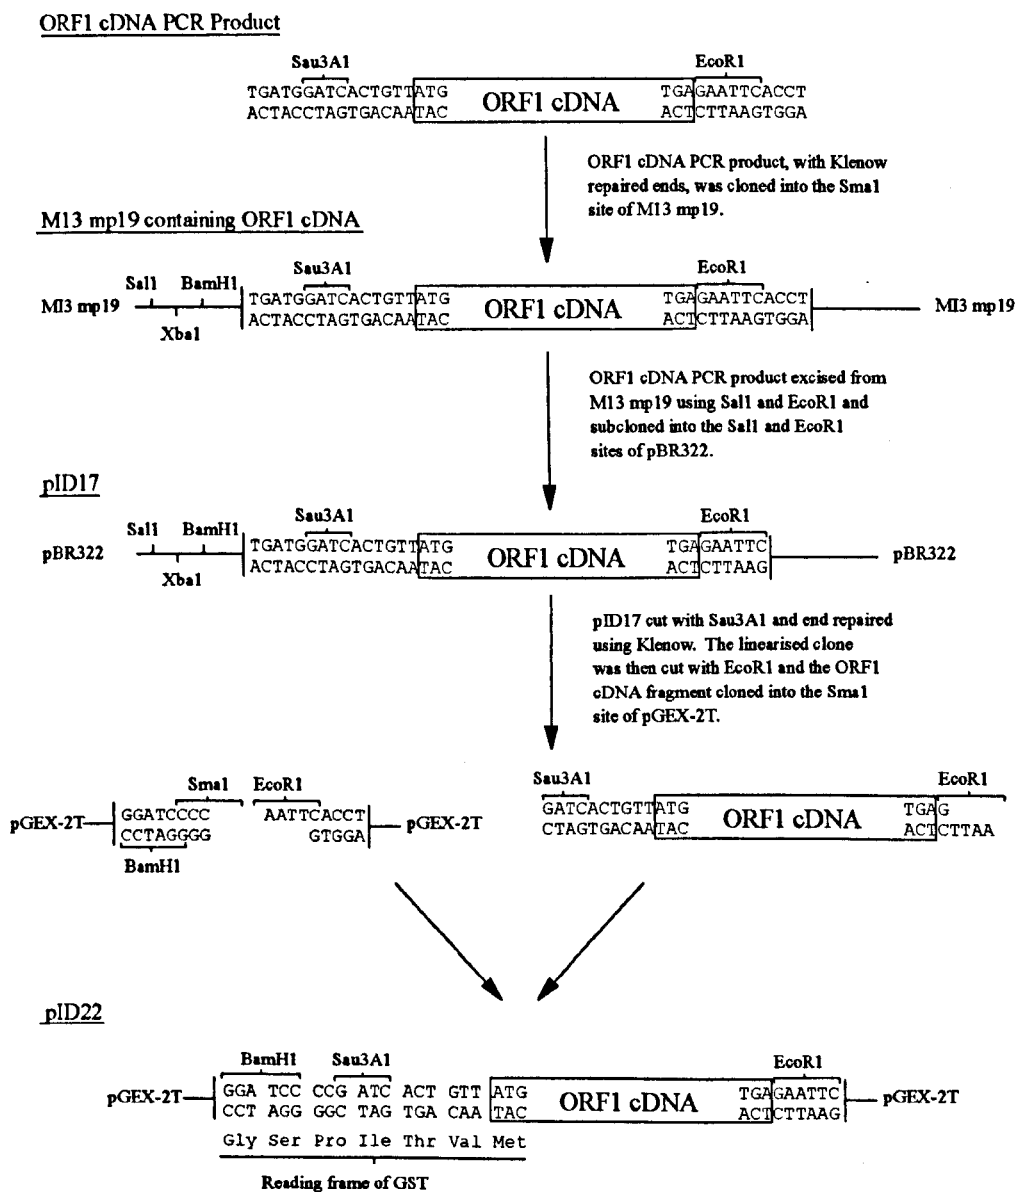 ORF1 cDNA PCR Product
Sau3A1
EcoR1
TGATGGATCACTGTTATG
ORF1 cDNA
TGAGAATTCACCT
ACTACCTAGTGACAATAC
ACTCTTAAGTGGA
ORF1 cDNA PCR product, with Klenow
repaired ends, was cloned into the Sma1
site of M13 mp19.
M13 mp19 containing ORF1 cDNA
Sal1
BamH1
Sau3A1
EcoR1
MI3 mp19
TGATGGATCACTGTTATG
ORF1 cDNA
TGAGAATTCACCT
MI3 mp19
ACTACCTAGTGACAATAC
ACTCTTAAGTGGA
Xba1
ORF1 cDNA PCR product excised from
M13 mp19 using Sal1 and EcoR1 and
subcloned into the Sal1 and EcoR1
sites of pBR322.
pID17
Sal1
BamH1
Sau3A1
EcoR1
pBR322
TGATGGATCACTGTTATG
ORF1 cDNA
TGAGAATTC
pBR322
ACTACCTAGTGACAATAC
ACTCTTAAG
Xba1
pID17 cut with Sau3A1 and end repaired
using Klenow. The linearised clone
was then cut with EcoR1 and the ORF1
cDNA fragment cloned into the Sma1
site of pGEX-2T.
Sma1
EcoR1
pGEX-2T
GGATCCCC
AATTCACCT
pGEX-2T
CCTAGGGG
GTGGA
BamH1
Sau3A1
EcoR1
GATCACTGTTATG
ORF1 cDNA
TGAG
CTAGTGACAATAC
ACTCTTAA
pID22
BamH1
Sau3A1
EcoR1
pGEX-2T
GGA TCC CCG ATC ACT GTT ATG
ORF1 cDNA
TGAGAATTC
pGEX-2T
CCT AGG GGC TAG TGA CAA TAC
ACTCTTAAG
Gly Ser Pro Ile Thr Val Met
Reading frame of GST